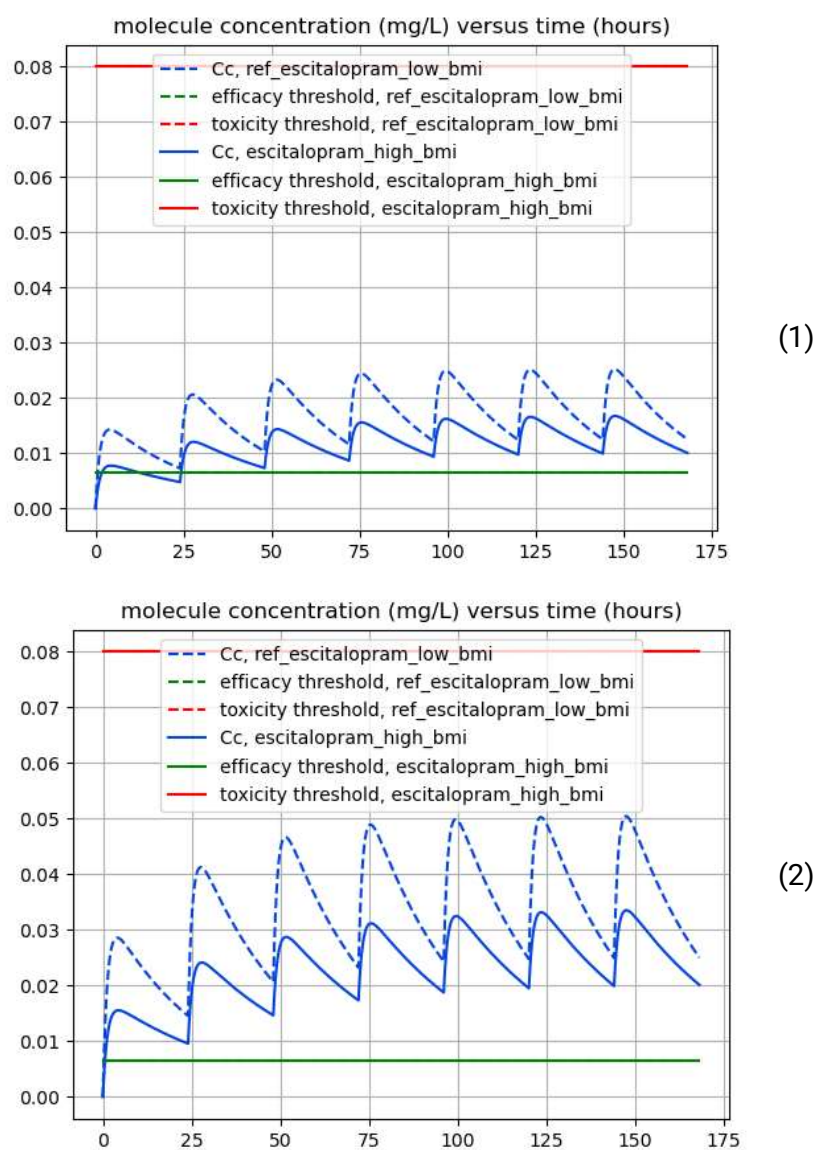 molecule concentration (mg/L) versus time (hours)
0.08
0.07
0.06
0.05
0.04
0.03
0.02
0.01
0.00
Cc, ref_escitalopram_low_bmi
efficacy threshold, ref_escitalopram_low_bmi
toxicity threshold, ref_escitalopram_low_bmi
Cc, escitalopram_high_bmi
efficacy threshold, escitalopram_high_bmi
toxicity threshold, escitalopram_high_bmi
0 25 50 75 100 125 150 175
(1)
molecule concentration (mg/L) versus time (hours)
0.08
0.07
0.06
0.05
0.04
0.03
0.02
0.01
0.00
Cc, ref_escitalopram_low_bmi
efficacy threshold, ref_escitalopram_low_bmi
toxicity threshold, ref_escitalopram_low_bmi
Cc, escitalopram_high_bmi
efficacy threshold, escitalopram_high_bmi
toxicity threshold, escitalopram_high_bmi
0 25 50 75 100 125 150 175
(2)